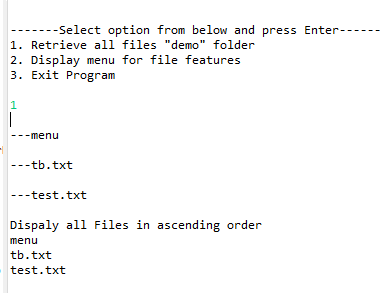 -------Select option from below and press Enter------
1. Retrieve all files "demo" folder
2. Display menu for file features
3. Exit Program
1
---menu
---tb.txt
---test.txt
Dispaly all Files in ascending order
menu
tb.txt
test.txt